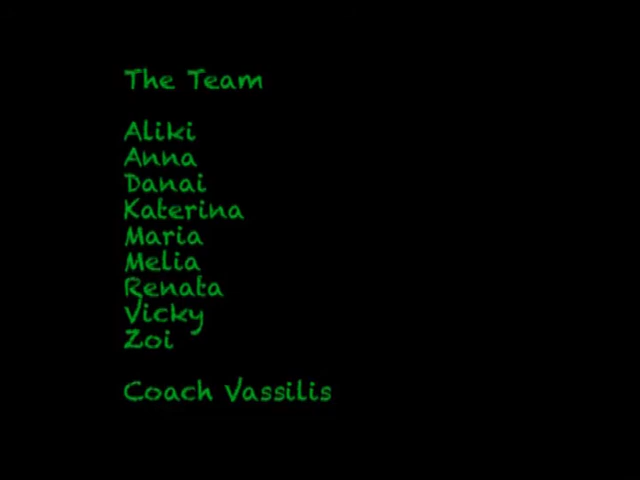 The Team
Aliki
Anna
Danai
Katerina
Maria
Melia
Renata
Vicky
Zoi
Coach Vassilis